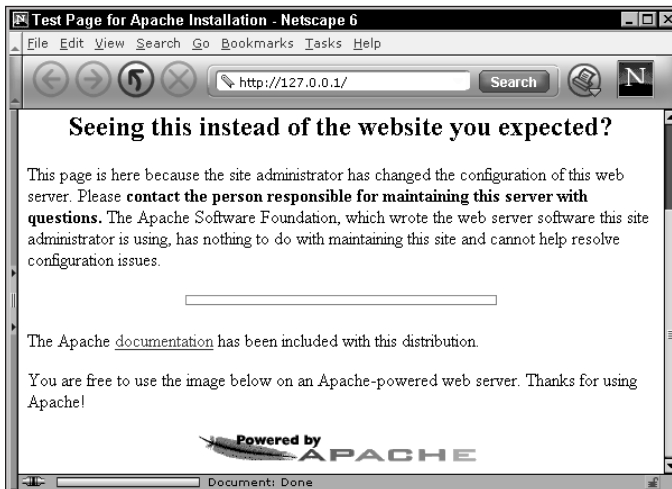 N Test Page for Apache Installation - Netscape 6
File Edit View Search Go Bookmarks Tasks Help
http://127.0.0.1/ Search N
Seeing this instead of the website you expected?
This page is here because the site administrator has changed the configuration of this web
server. Please contact the person responsible for maintaining this server with
questions. The Apache Software Foundation, which wrote the web server software this site
administrator is using, has nothing to do with maintaining this site and cannot help resolve
configuration issues.
The Apache documentation has been included with this distribution.
You are free to use the image below on an Apache-powered web server. Thanks for using
Apache!
Powered by
APACHE
Document: Done